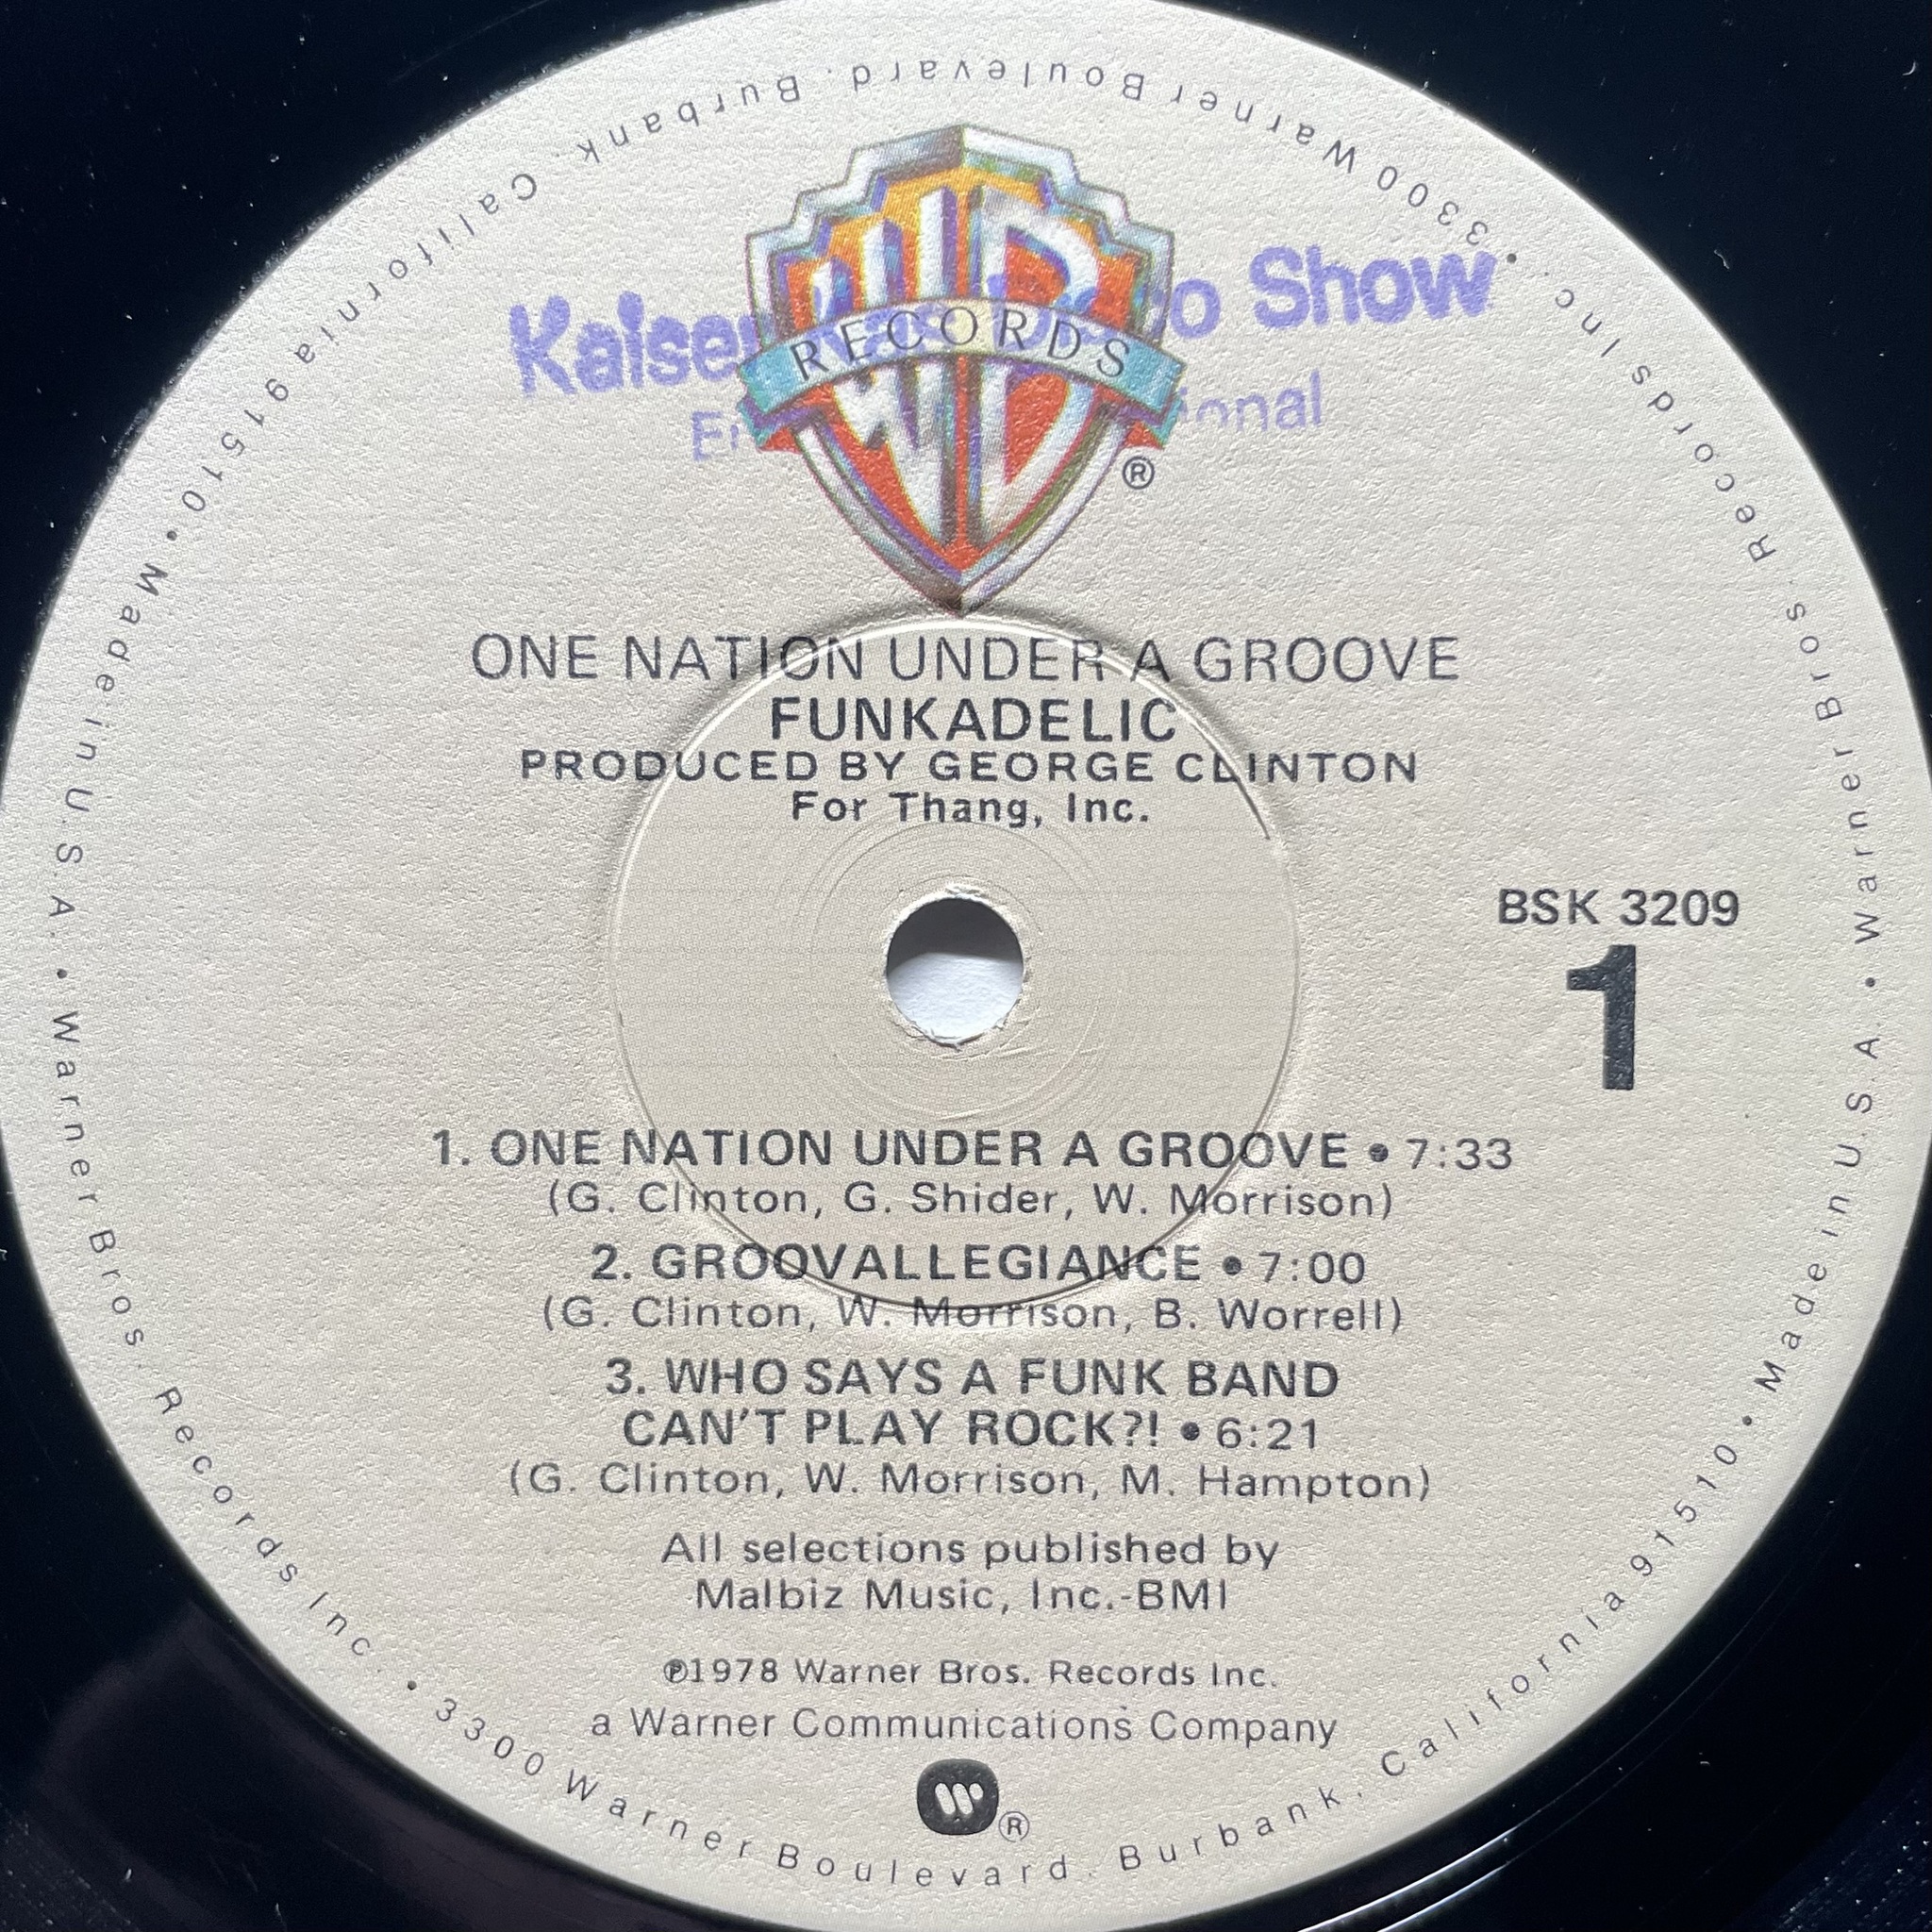 WB
RECORDS
®
Kaiser Disco Show
ONE NATION UNDER A GROOVE
FUNKADELIC
PRODUCED BY GEORGE CLINTON
For Thang, Inc.
BSK 3209
1
1. ONE NATION UNDER A GROOVE • 7:33
(G. Clinton, G. Shider, W. Morrison)
2. GROOVALLEGIANCE • 7:00
(G. Clinton, W. Morrison, B. Worrell)
3. WHO SAYS A FUNK BAND
CAN'T PLAY ROCK?! • 6:21
(G. Clinton, W. Morrison, M. Hampton)
All selections published by
Malbiz Music, Inc.-BMI
℗1978 Warner Bros. Records Inc.
a Warner Communications Company
W®
Warner Bros. Records Inc. • 3300 Warner Boulevard. Burbank, California 91510 • Made in U.S.A. • Warner Bros. Records Inc. • 3300 Warner Boulevard. Burbank. California 91510 • Made in U.S.A. •